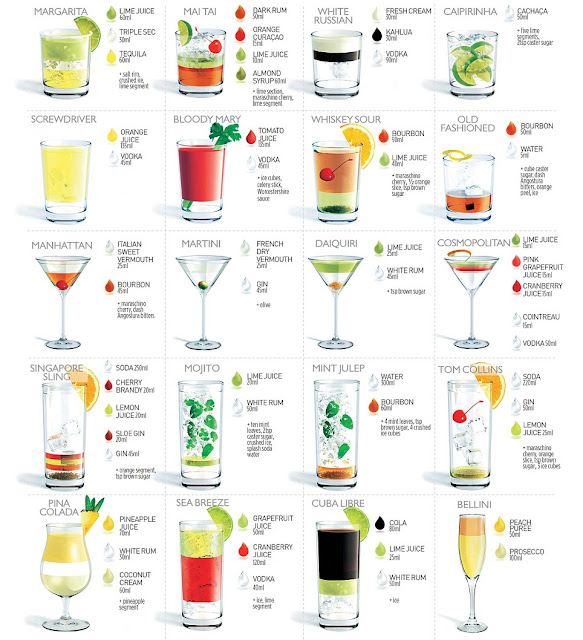 MARGARITA
LIME JUICE
60ml
TRIPLE SEC
30ml
TEQUILA
60ml
+ salt rim,
crushed ice,
lime segment
MAI TAI
DARK RUM
50ml
ORANGE
CURAÇAO
15ml
LIME JUICE
10ml
ALMOND
SYRUP 60ml
+ lime section,
maraschino cherry,
lime segment
WHITE
RUSSIAN
FRESH CREAM
30ml
KAHLUA
30ml
VODKA
90ml
CAIPIRINHA
CACHAÇA
50ml
+ five lime
segments,
2tsp caster sugar
SCREWDRIVER
ORANGE
JUICE
135ml
VODKA
45ml
BLOODY MARY
TOMATO
JUICE
135ml
VODKA
45ml
+ ice cubes,
celery stick,
Worcestershire
sauce
WHISKEY SOUR
BOURBON
90ml
LIME JUICE
40ml
+ maraschino
cherry, ½ orange
slice, tsp brown
sugar
OLD
FASHIONED
BOURBON
50ml
WATER
5ml
+ cube caster
sugar, dash
Angostura
bitters, orange
peel, ice
MANHATTAN
ITALIAN
SWEET
VERMOUTH
25ml
BOURBON
45ml
+ maraschino
cherry, dash
Angostura bitters
MARTINI
FRENCH
DRY
VERMOUTH
25ml
GIN
45ml
+ olive
DAIQUIRI
LIME JUICE
25ml
WHITE RUM
45ml
+ tsp brown sugar
COSMOPOLITAN
LIME JUICE
15ml
PINK
GRAPEFRUIT
JUICE 15ml
CRANBERRY
JUICE 15ml
COINTREAU
15ml
VODKA 50ml
SINGAPORE
SLING
SODA 250ml
CHERRY
BRANDY 20ml
LEMON
JUICE 20ml
SLOE GIN
20ml
GIN 45ml
+ orange segment,
tsp brown sugar
MOJITO
LIME JUICE
20ml
WHITE RUM
50ml
+ ten mint
leaves, 2tsp
caster sugar,
crushed ice,
splash soda
water
MINT JULEP
WATER
300ml
BOURBON
60ml
+ 4 mint leaves, tsp
brown sugar, 4 crushed
ice cubes
TOM COLLINS
SODA
220ml
GIN
50ml
LEMON
JUICE 25ml
+ maraschino
cherry, orange
slice, tsp brown
sugar, 5 ice cubes
PINA
COLADA
PINEAPPLE
JUICE
70ml
WHITE RUM
50ml
COCONUT
CREAM
60ml
+ pineapple
segment
SEA BREEZE
GRAPEFRUIT
JUICE
50ml
CRANBERRY
JUICE
120ml
VODKA
40ml
+ ice, lime
segment
CUBA LIBRE
COLA
80ml
LIME JUICE
25ml
WHITE RUM
50ml
+ ice
BELLINI
PEACH
PUREE
50ml
PROSECCO
100ml